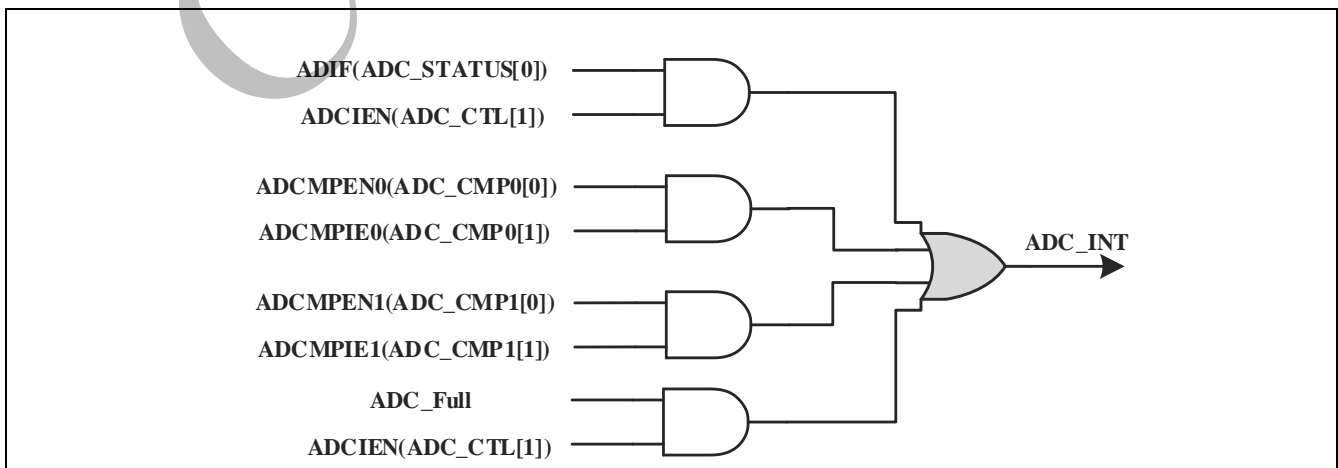 ADIF(ADC_STATUS[0])
ADCIEN(ADC_CTL[1])
ADCMPEN0(ADC_CMP0[0])
ADCMPIE0(ADC_CMP0[1])
ADC_INT
ADCMPEN1(ADC_CMP1[0])
ADCMPIE1(ADC_CMP1[1])
ADC_Full
ADCIEN(ADC_CTL[1])